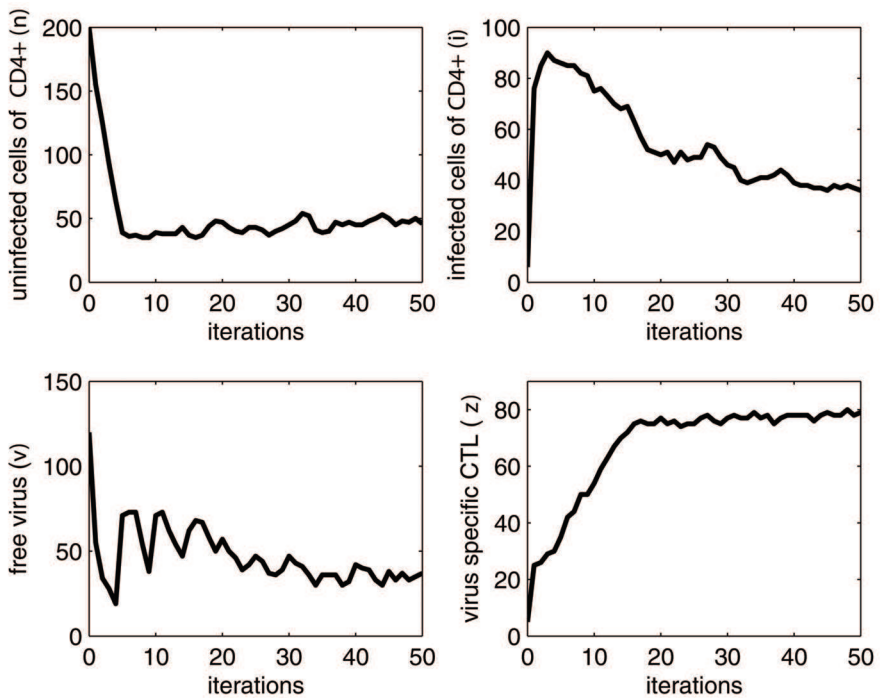 uninfected cells of CD4+ (n)
200
150
100
50
0
0 10 20 30 40 50
iterations
infected cells of CD4+ (i)
100
80
60
40
20
0
0 10 20 30 40 50
iterations
free virus (v)
150
100
50
0
0 10 20 30 40 50
iterations
virus specific CTL ( z)
80
60
40
20
0
0 10 20 30 40 50
iterations